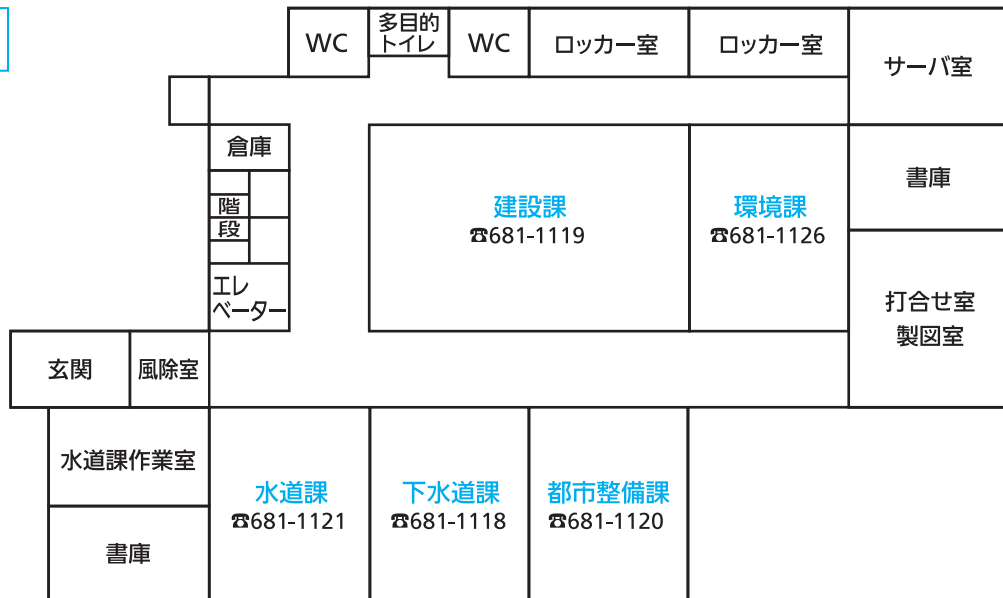 WC
多目的
トイレ
WC
ロッカー室
ロッカー室
サーバ室
倉庫
階
段
エレ
ベーター
建設課
☎681-1119
環境課
☎681-1126
書庫
打合せ室
製図室
玄関
風除室
水道課作業室
書庫
水道課
☎681-1121
下水道課
☎681-1118
都市整備課
☎681-1120